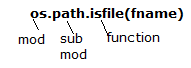 os.path.isfile(fname)
mod sub function
mod